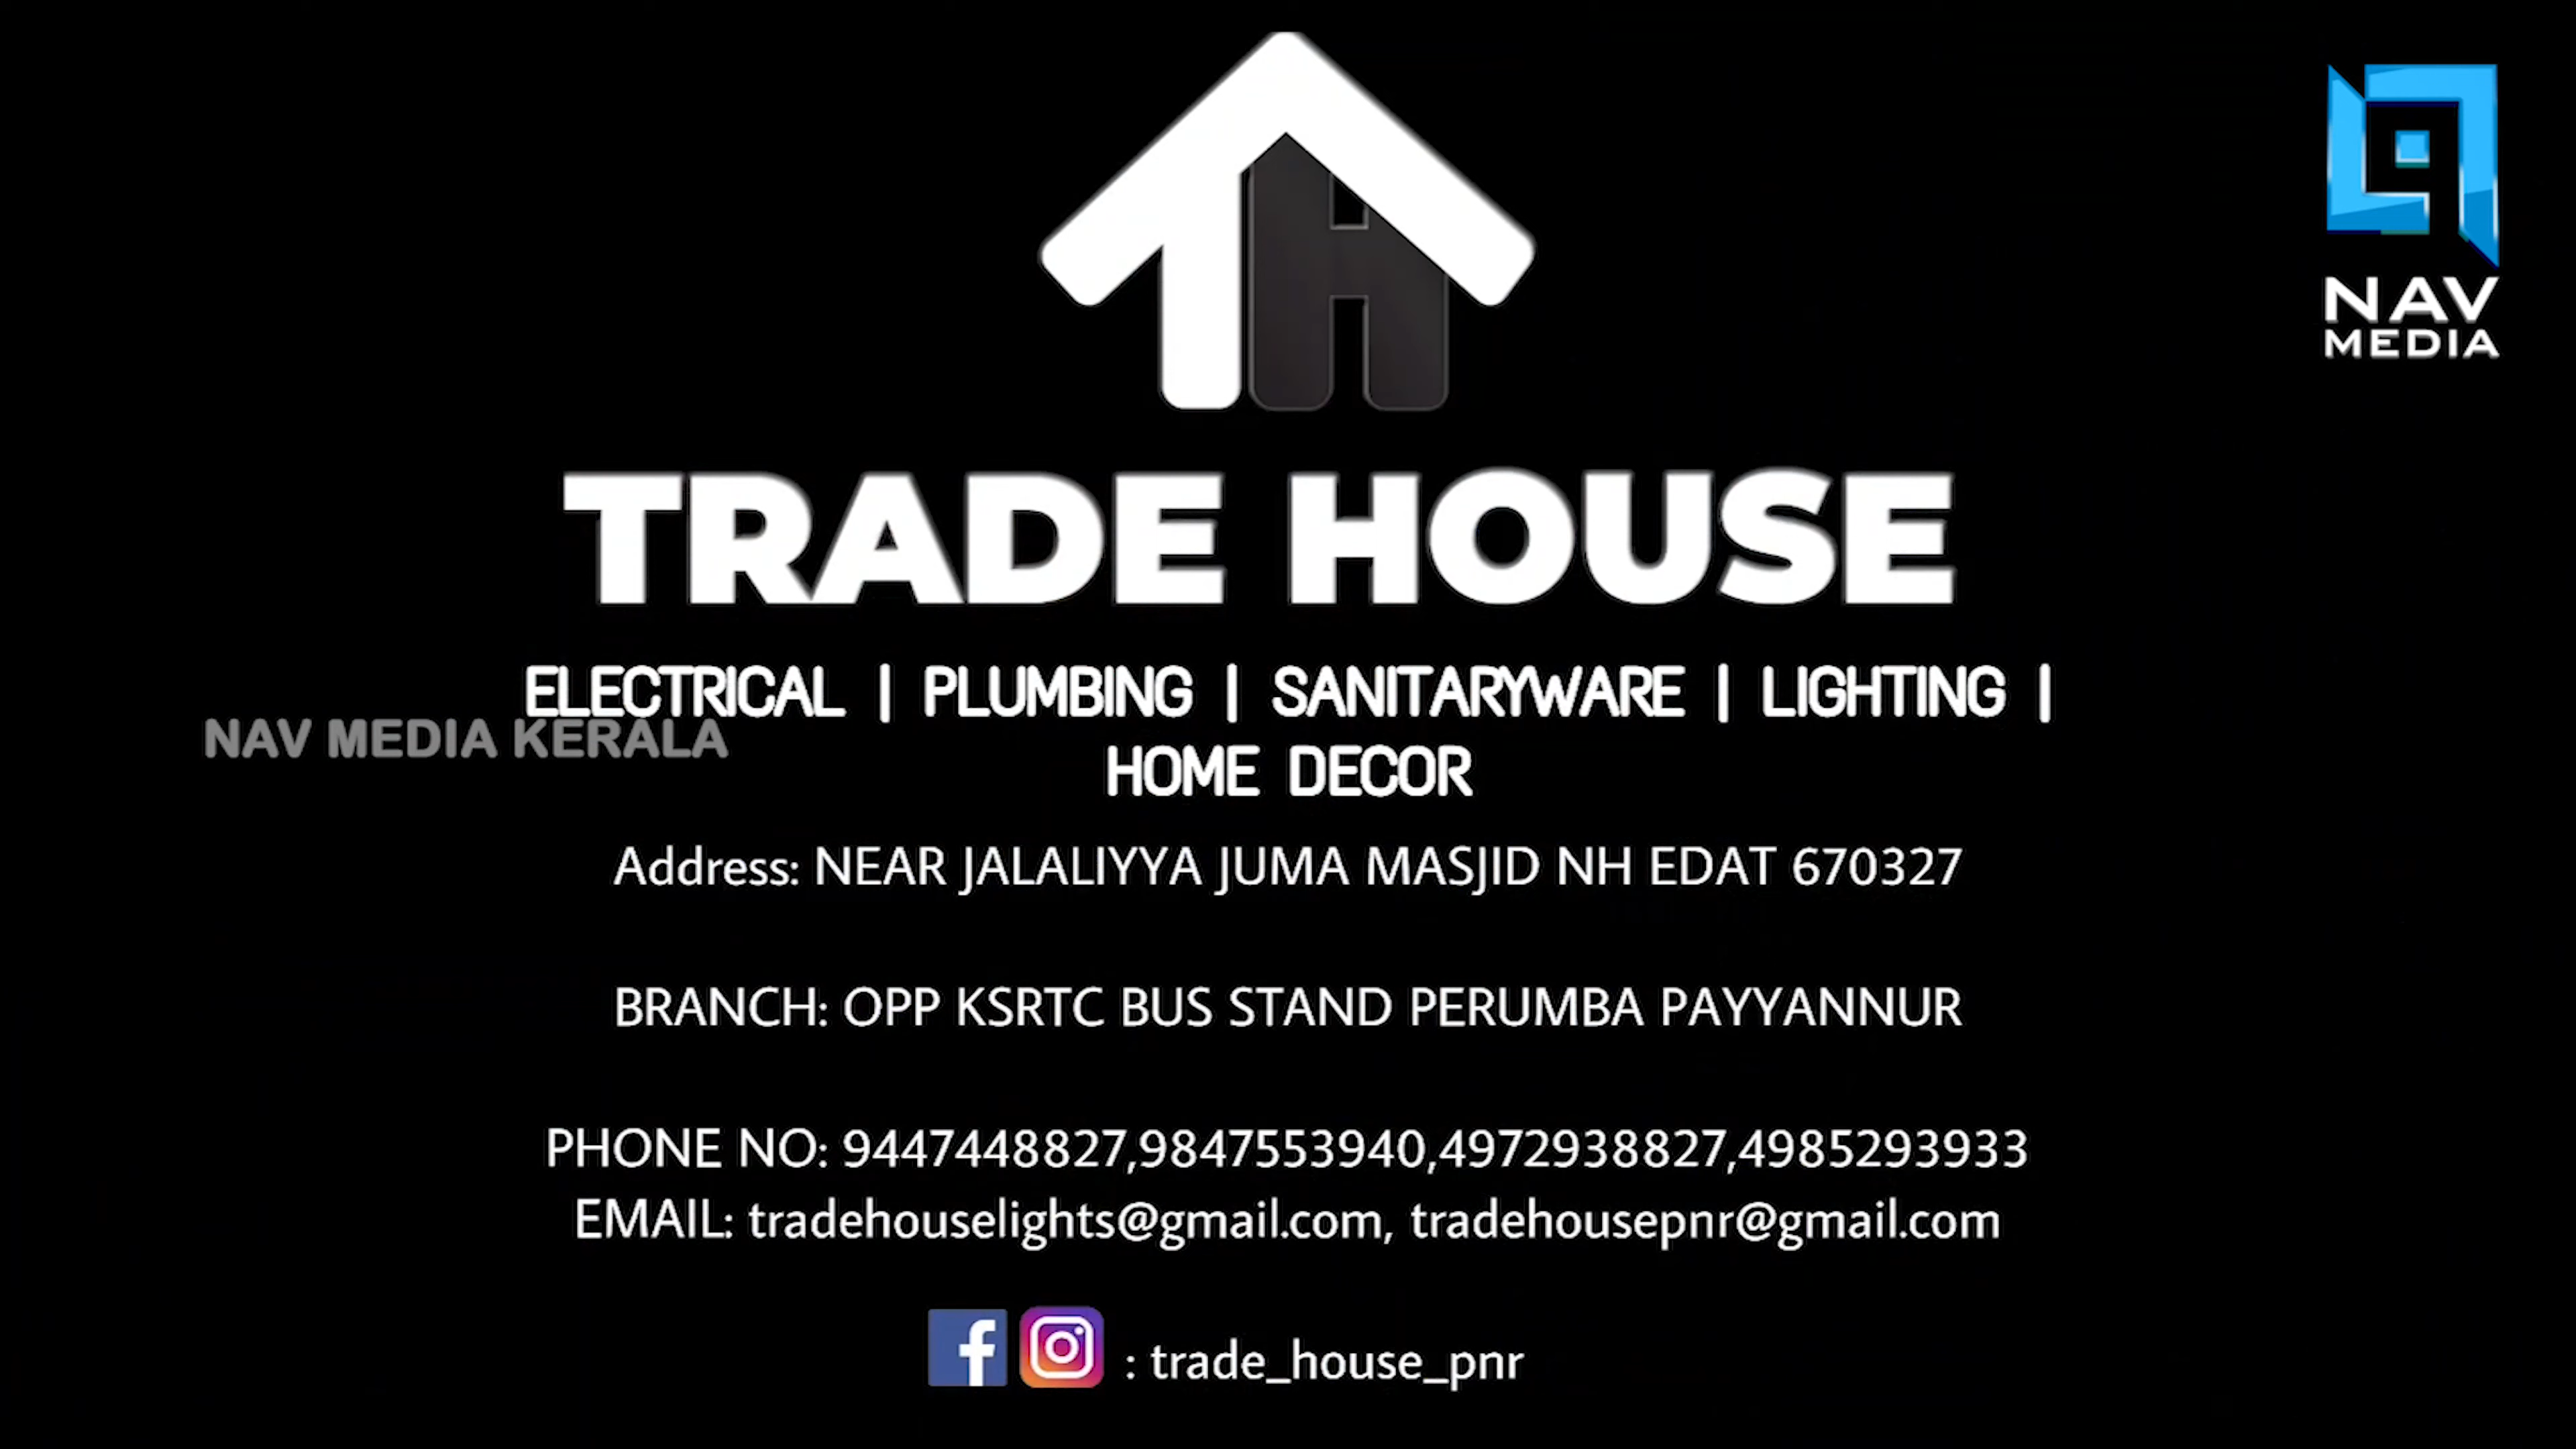 NAV
MEDIA
TRADE HOUSE
ELECTRICAL | PLUMBING | SANITARYWARE | LIGHTING |
NAV MEDIA KERALA
HOME DECOR
Address: NEAR JALALIYYA JUMA MASJID NH EDAT 670327
BRANCH: OPP KSRTC BUS STAND PERUMBA PAYYANNUR
PHONE NO: 9447448827,9847553940,4972938827,4985293933
EMAIL: tradehouselights@gmail.com, tradehousepnr@gmail.com
: trade_house_pnr